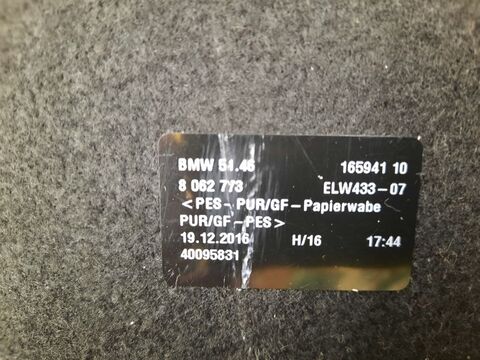 BMW 51.46 165941 10
8 062 773 ELW433-07
<PES- PUR/GF-Papierwabe
PUR/GF-PES>
19.12.2016 H/16 17:44
40095831